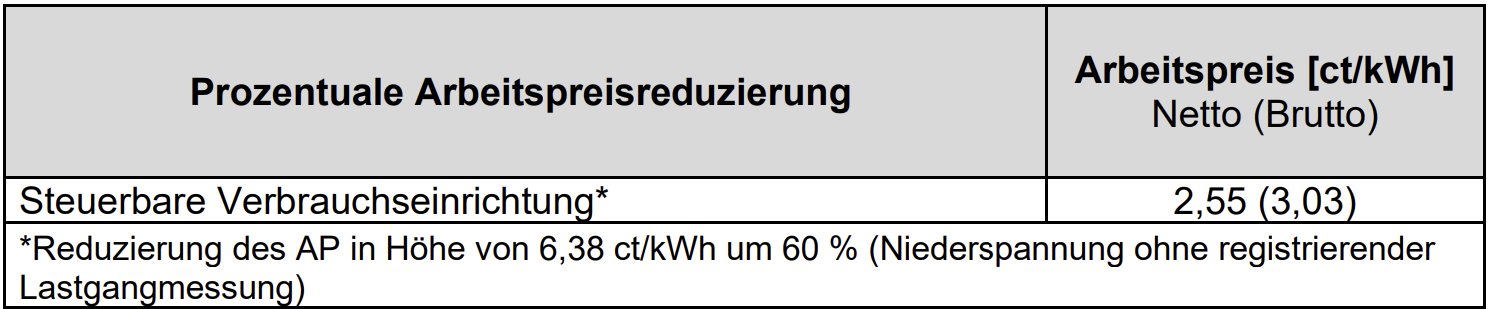 Prozentuale Arbeitspreisreduzierung
Arbeitspreis [ct/kWh]
Netto (Brutto)
Steuerbare Verbrauchseinrichtung*
2,55 (3,03)
*Reduzierung des AP in Höhe von 6,38 ct/kWh um 60 % (Niederspannung ohne registrierender
Lastgangmessung)